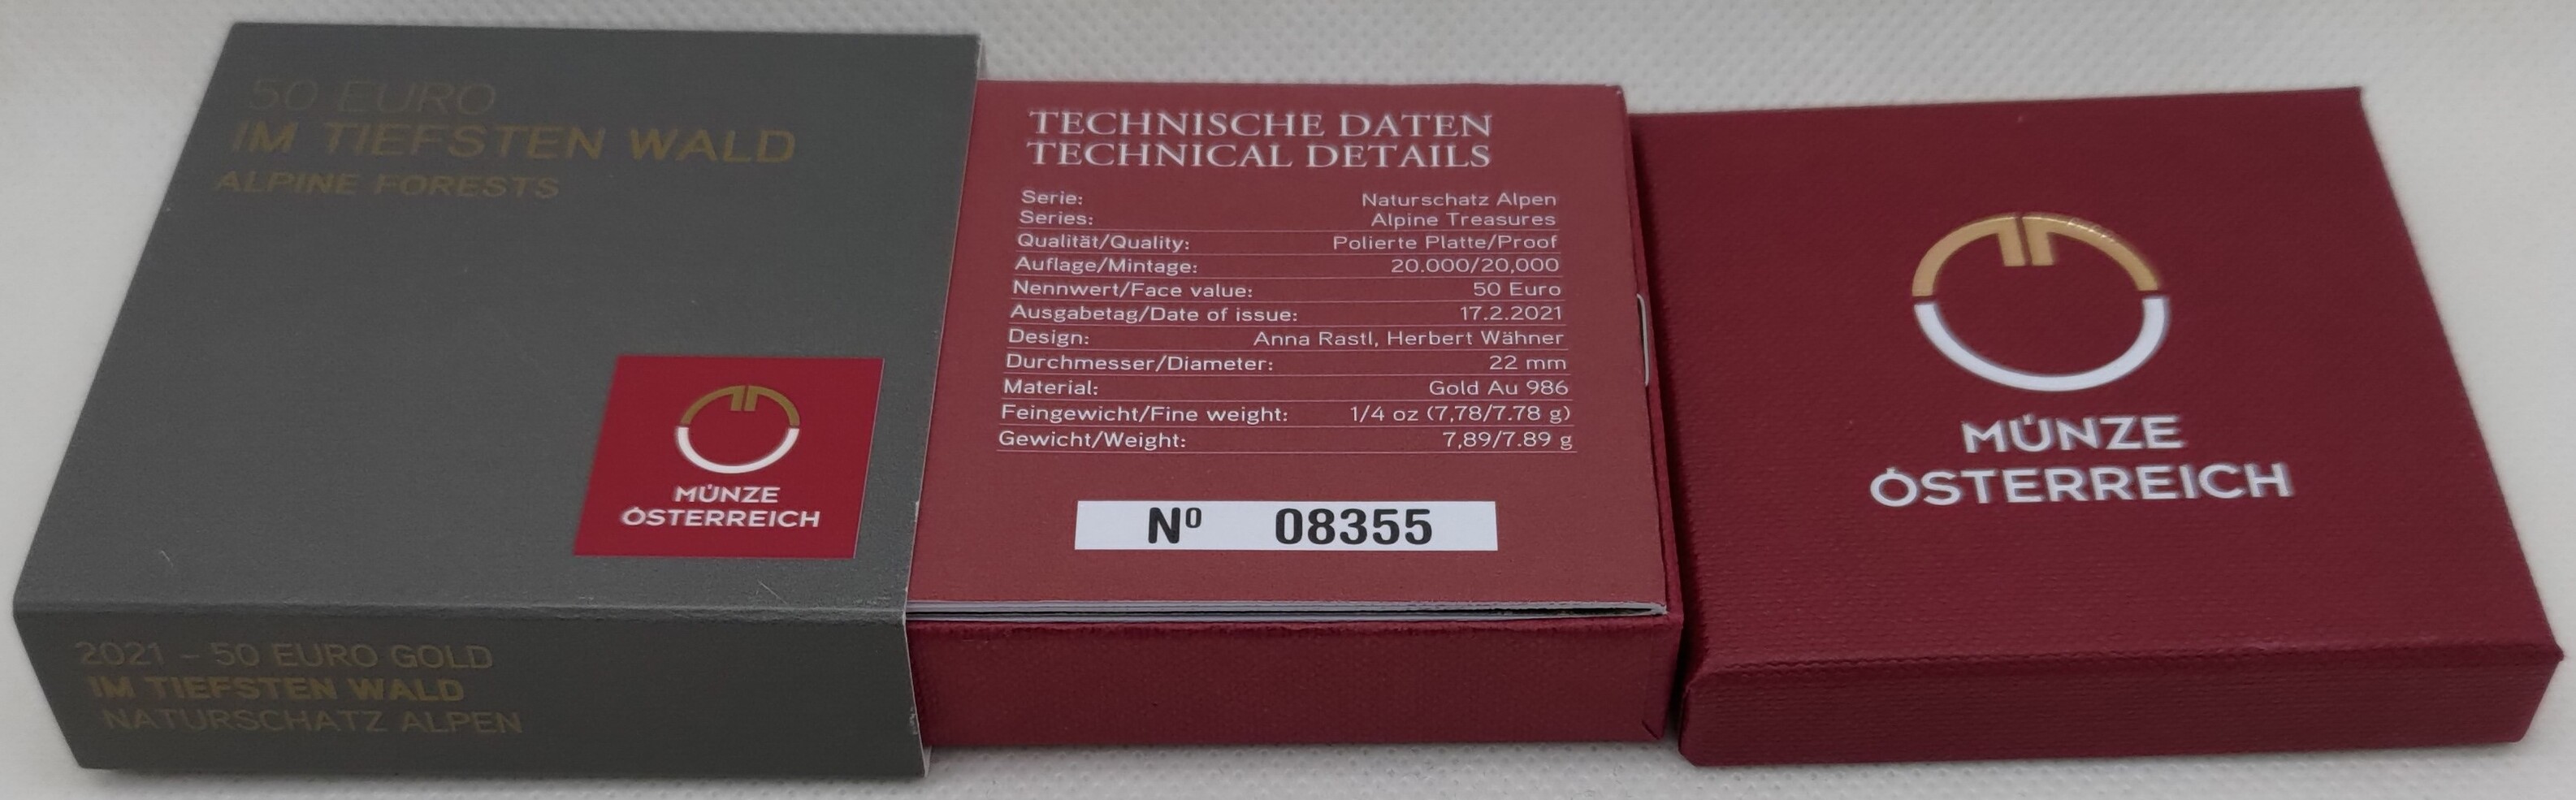 50 EURO
IM TIEFSTEN WALD
ALPINE FORESTS
MÜNZE
ÖSTERREICH
2021 – 50 EURO GOLD
IM TIEFSTEN WALD
NATURSCHATZ ALPEN
TECHNISCHE DATEN
TECHNICAL DETAILS
Serie: Naturschatz Alpen
Series: Alpine Treasures
Qualität/Quality: Polierte Platte/Proof
Auflage/Mintage: 20.000/20,000
Nennwert/Face value: 50 Euro
Ausgabetag/Date of issue: 17.2.2021
Design: Anna Rastl, Herbert Wähner
Durchmesser/Diameter: 22 mm
Material: Gold Au 986
Feingewicht/Fine weight: 1/4 oz (7,78/7.78 g)
Gewicht/Weight: 7,89/7.89 g
Nº 08355
MÜNZE
ÖSTERREICH